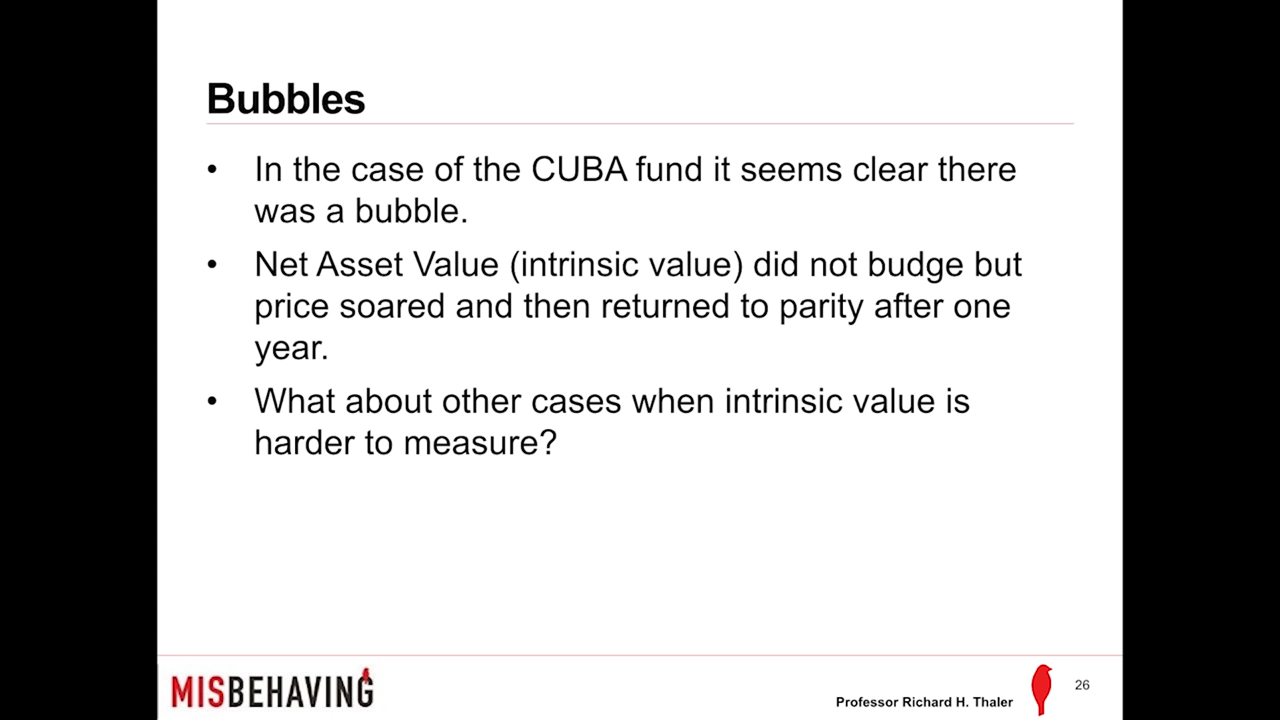 Bubbles
• In the case of the CUBA fund it seems clear there
was a bubble.
• Net Asset Value (intrinsic value) did not budge but
price soared and then returned to parity after one
year.
• What about other cases when intrinsic value is
harder to measure?
MISBEHAVING
Professor Richard H. Thaler
26